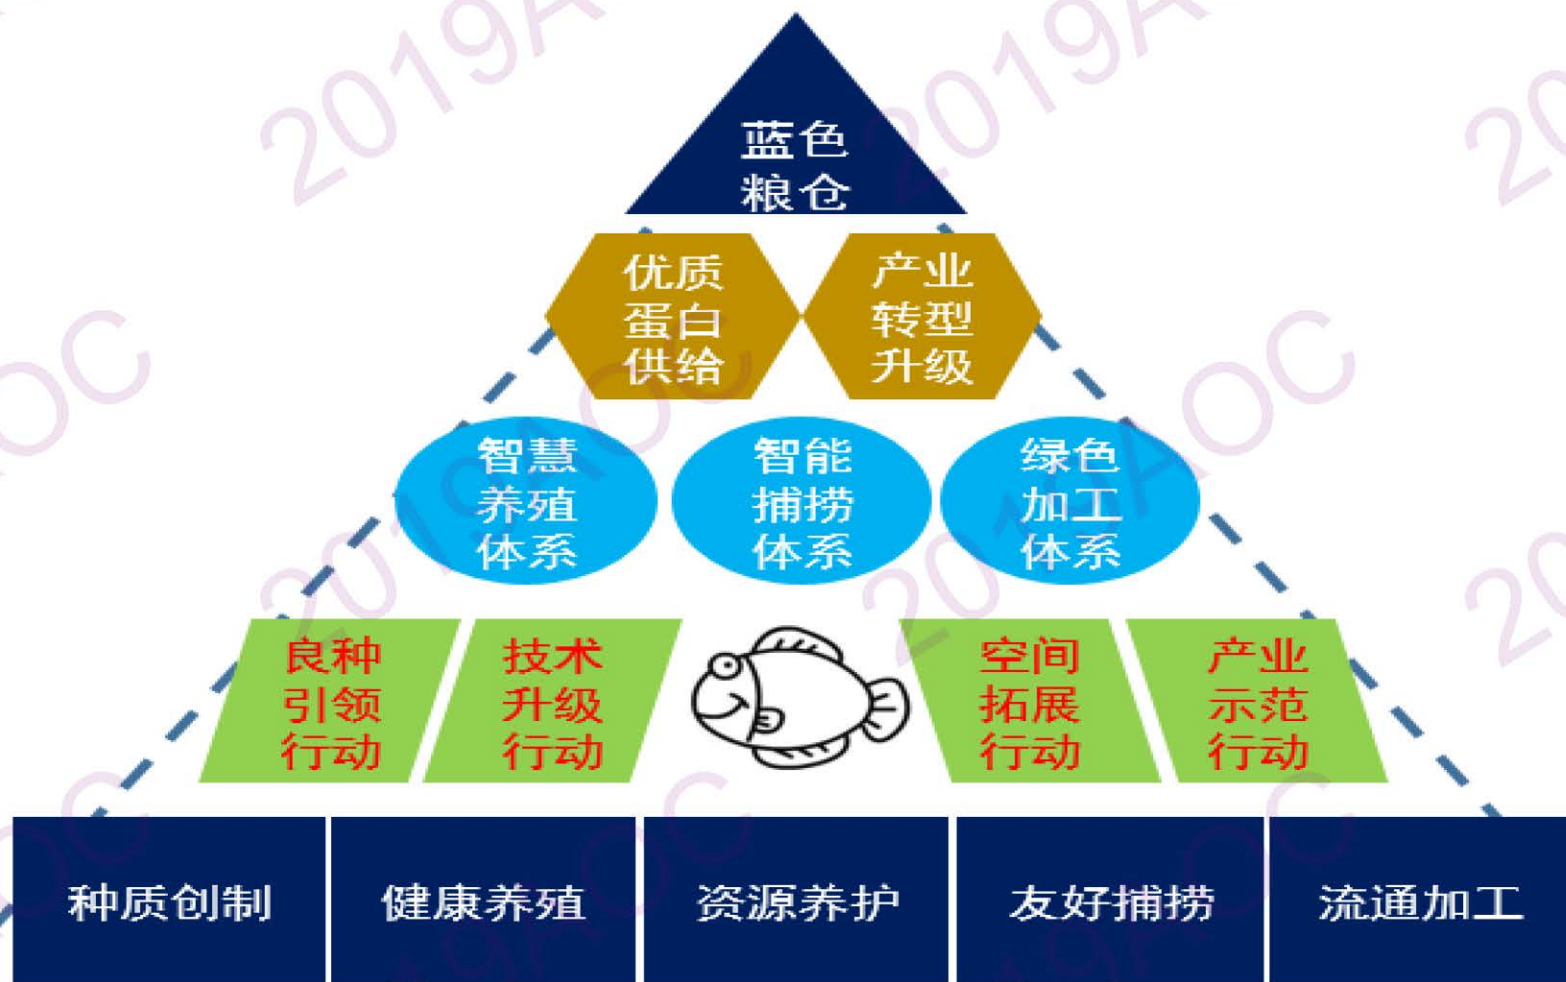 蓝色
粮仓
优质
蛋白
供给
产业
转型
升级
智慧
养殖
体系
智能
捕捞
体系
绿色
加工
体系
良种
引领
行动
技术
升级
行动
空间
拓展
行动
产业
示范
行动
种质创制
健康养殖
资源养护
友好捕捞
流通加工
2019AOC
2019AOC
2019AOC
2019AOC